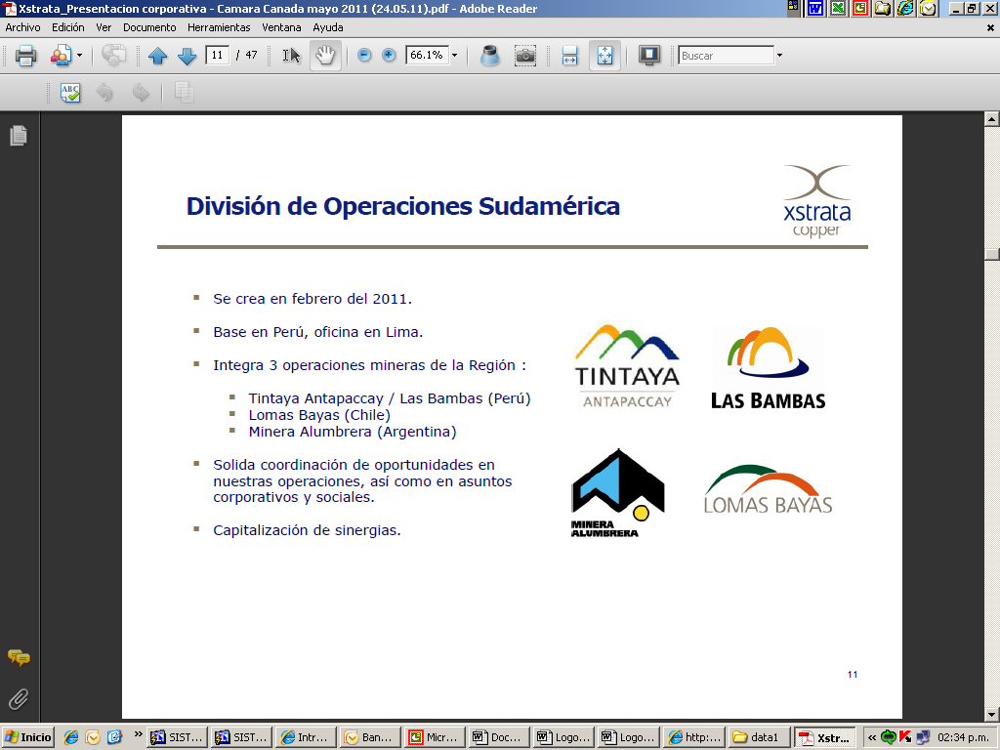 Xstrata_Presentacion corporativa - Camara Canada mayo 2011 (24.05.11).pdf - Adobe Reader
Archivo Edición Ver Documento Herramientas Ventana Ayuda
11 / 47 66.1% Buscar
ABC
División de Operaciones Sudamérica
xstrata
copper
Se crea en febrero del 2011.
Base en Perú, oficina en Lima.
Integra 3 operaciones mineras de la Región :
Tintaya Antapaccay / Las Bambas (Perú)
Lomas Bayas (Chile)
Minera Alumbrera (Argentina)
Solida coordinación de oportunidades en
nuestras operaciones, así como en asuntos
corporativos y sociales.
Capitalización de sinergias.
TINTAYA
ANTAPACCAY
LAS BAMBAS
MINERA
ALUMBRERA
LOMAS BAYAS
11
Inicio » SIST... SIST... Intr... Ban... Micr... Doc... Logo... Logo... http:... data1 Xstr... « 02:34 p.m.